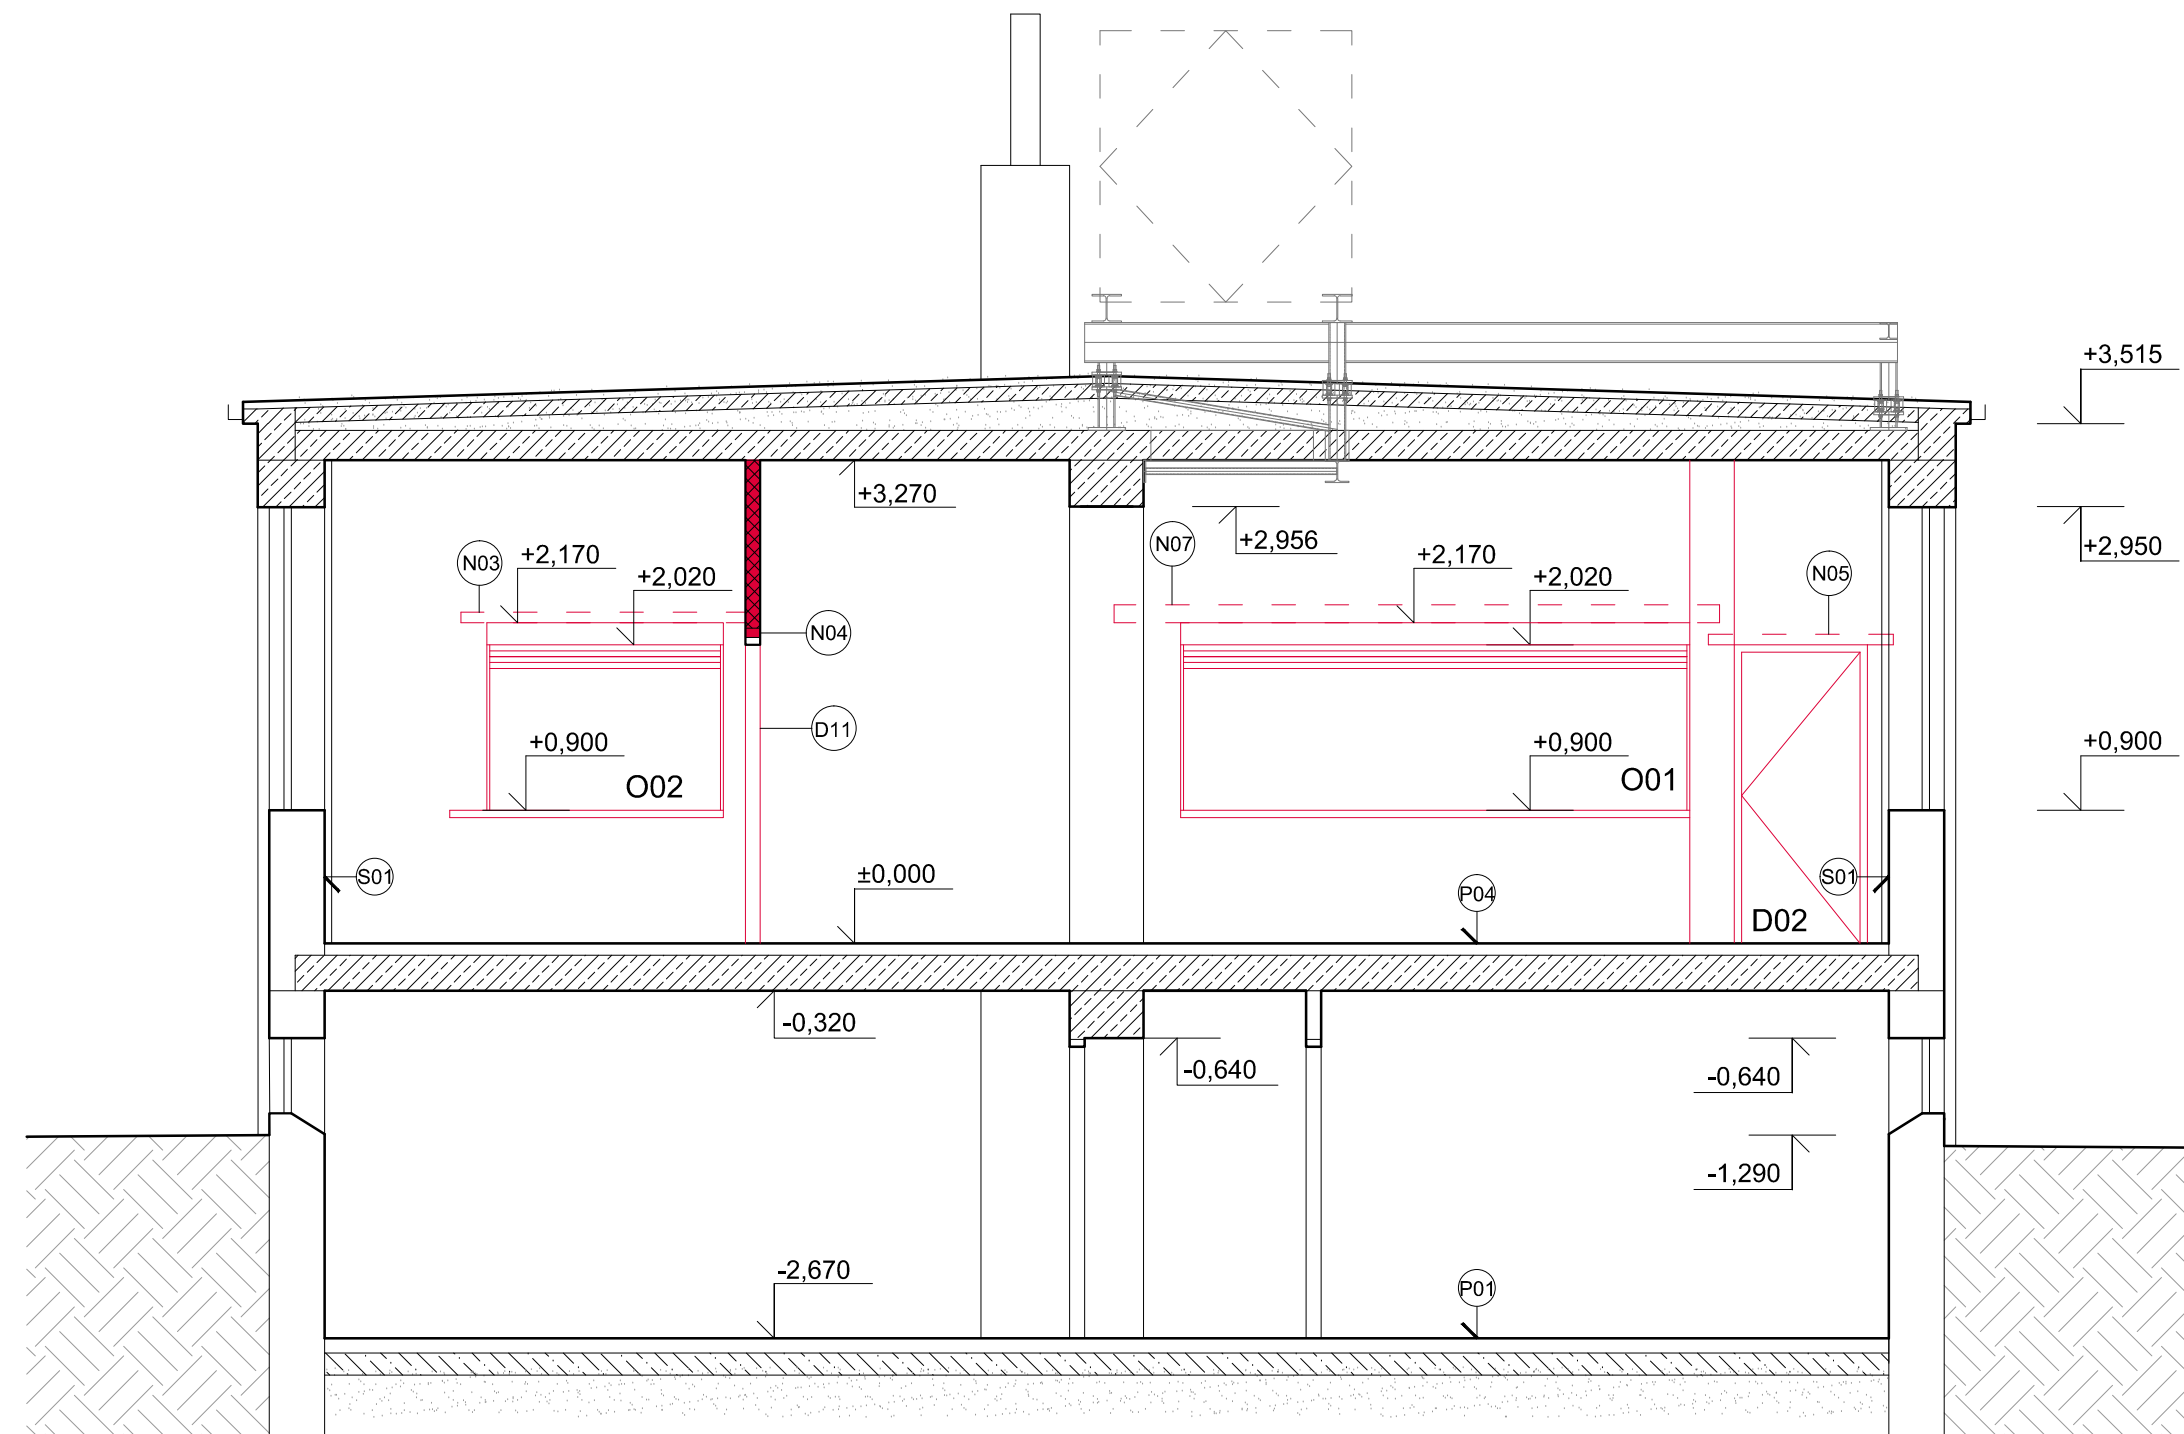 +3,515
+3,270
N07
+2,956
+2,950
N03
+2,170
+2,020
+2,170
+2,020
N05
N04
D11
+0,900
O02
+0,900
O01
+0,900
S01
±0,000
P04
S01
D02
-0,320
-0,640
-0,640
-1,290
-2,670
P01